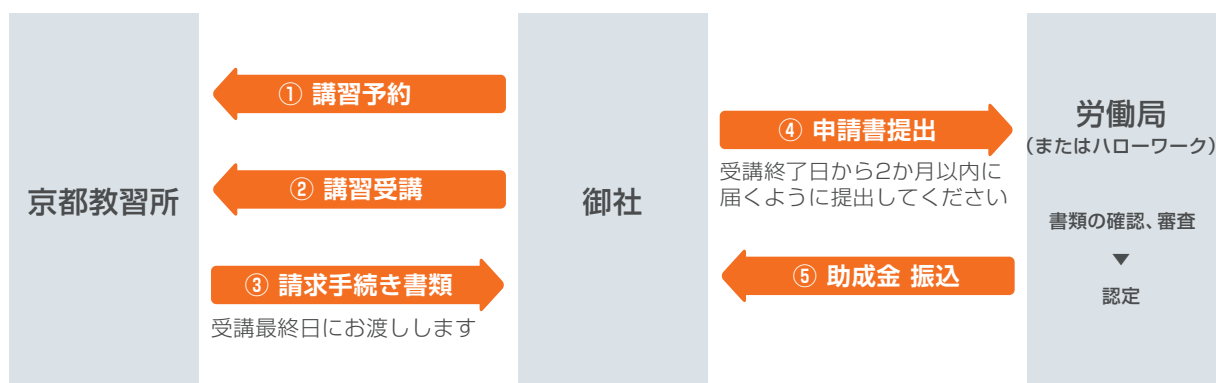 京都教習所
① 講習予約
② 講習受講
③ 請求手続き書類
受講最終日にお渡しします
御社
④ 申請書提出
受講終了日から2か月以内に
届くように提出してください
⑤ 助成金 振込
労働局
（またはハローワーク）
書類の確認、審査
▼
認定